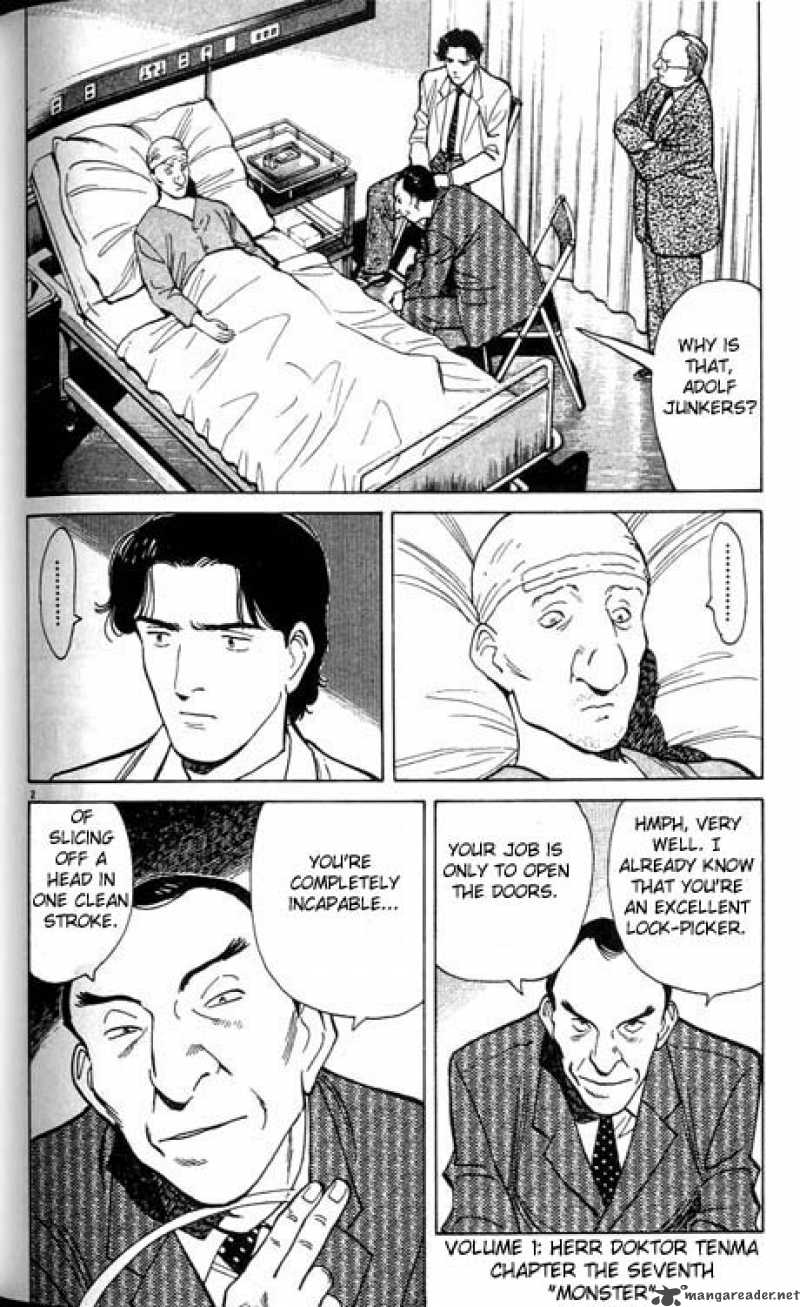 WHY IS
THAT,
ADOLF
JUNKERS?
........
........
2
HMPH, VERY
WELL. I
ALREADY KNOW
THAT YOU'RE
AN EXCELLENT
LOCK-PICKER.
YOUR JOB IS
ONLY TO OPEN
THE DOORS.
YOU'RE
COMPLETELY
INCAPABLE...
OF
SLICING
OFF A
HEAD IN
ONE CLEAN
STROKE.
VOLUME 1: HERR DOKTOR TENMA
CHAPTER THE SEVENTH
"MONSTER"
mangareader.net